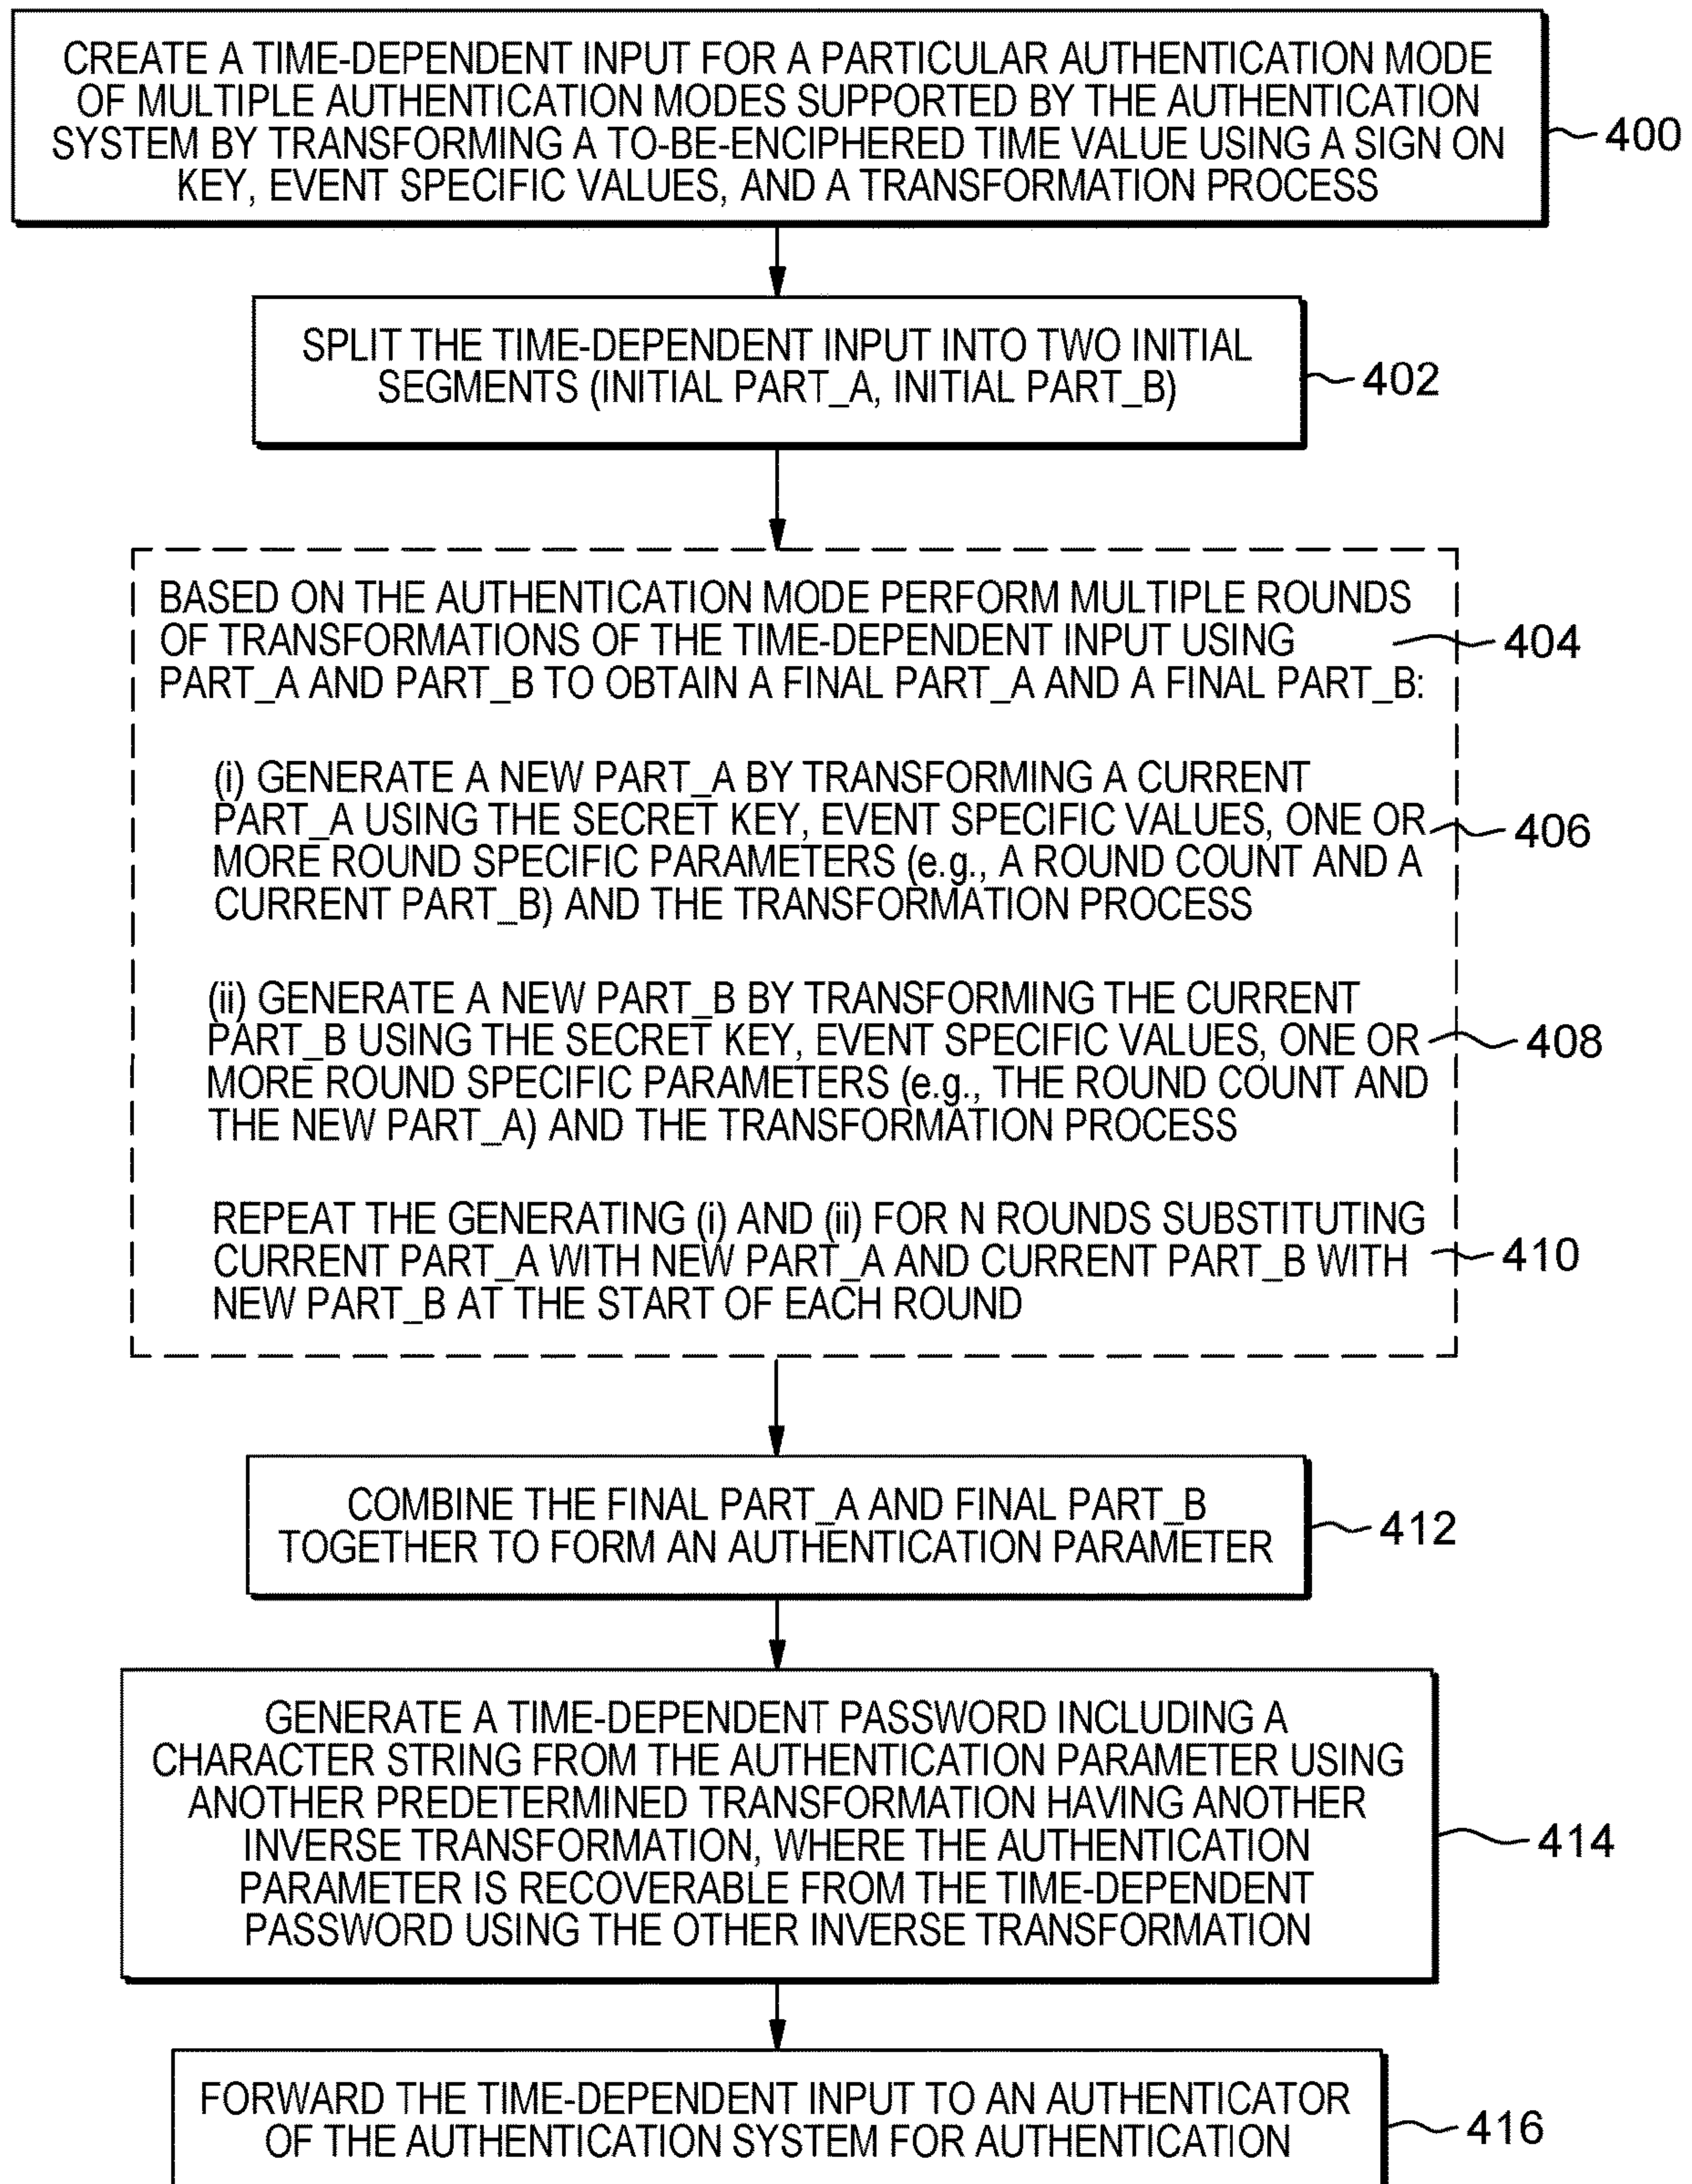 CREATE A TIME-DEPENDENT INPUT FOR A PARTICULAR AUTHENTICATION MODE
OF MULTIPLE AUTHENTICATION MODES SUPPORTED BY THE AUTHENTICATION
SYSTEM BY TRANSFORMING A TO-BE-ENCIPHERED TIME VALUE USING A SIGN ON
KEY, EVENT SPECIFIC VALUES, AND A TRANSFORMATION PROCESS
400
SPLIT THE TIME-DEPENDENT INPUT INTO TWO INITIAL
SEGMENTS (INITIAL PART_A, INITIAL PART_B)
402
BASED ON THE AUTHENTICATION MODE PERFORM MULTIPLE ROUNDS
OF TRANSFORMATIONS OF THE TIME-DEPENDENT INPUT USING
PART_A AND PART_B TO OBTAIN A FINAL PART_A AND A FINAL PART_B:
404
(i) GENERATE A NEW PART_A BY TRANSFORMING A CURRENT
PART_A USING THE SECRET KEY, EVENT SPECIFIC VALUES, ONE OR
MORE ROUND SPECIFIC PARAMETERS (e.g., A ROUND COUNT AND A
CURRENT PART_B) AND THE TRANSFORMATION PROCESS
406
(ii) GENERATE A NEW PART_B BY TRANSFORMING THE CURRENT
PART_B USING THE SECRET KEY, EVENT SPECIFIC VALUES, ONE OR
MORE ROUND SPECIFIC PARAMETERS (e.g., THE ROUND COUNT AND
THE NEW PART_A) AND THE TRANSFORMATION PROCESS
408
REPEAT THE GENERATING (i) AND (ii) FOR N ROUNDS SUBSTITUTING
CURRENT PART_A WITH NEW PART_A AND CURRENT PART_B WITH
NEW PART_B AT THE START OF EACH ROUND
410
COMBINE THE FINAL PART_A AND FINAL PART_B
TOGETHER TO FORM AN AUTHENTICATION PARAMETER
412
GENERATE A TIME-DEPENDENT PASSWORD INCLUDING A
CHARACTER STRING FROM THE AUTHENTICATION PARAMETER USING
ANOTHER PREDETERMINED TRANSFORMATION HAVING ANOTHER
INVERSE TRANSFORMATION, WHERE THE AUTHENTICATION
PARAMETER IS RECOVERABLE FROM THE TIME-DEPENDENT
PASSWORD USING THE OTHER INVERSE TRANSFORMATION
414
FORWARD THE TIME-DEPENDENT INPUT TO AN AUTHENTICATOR
OF THE AUTHENTICATION SYSTEM FOR AUTHENTICATION
416